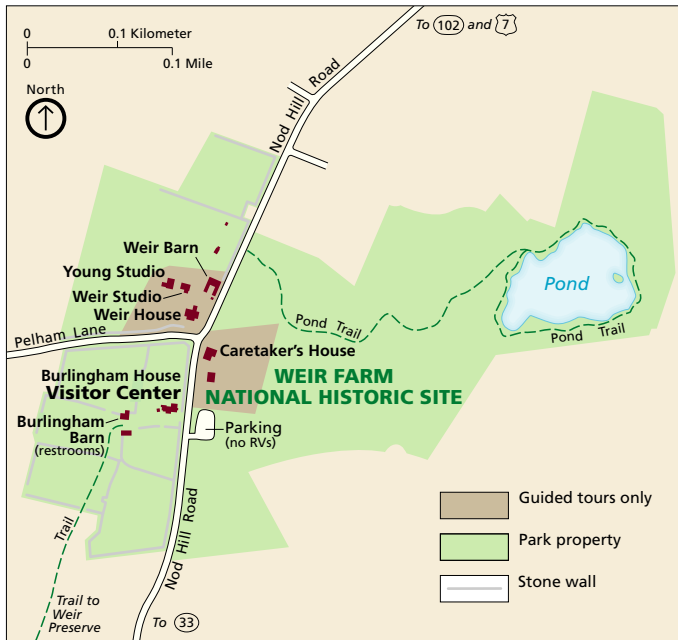 0 0.1 Kilometer
0 0.1 Mile
North
To 102 and 7
Nod Hill Road
Weir Barn
Young Studio
Weir Studio
Weir House
Pelham Lane
Pond
Pond Trail
Pond Trail
Caretaker's House
WEIR FARM
NATIONAL HISTORIC SITE
Burlingham House
Visitor Center
Burlingham
Barn
(restrooms)
Parking
(no RVs)
Trail
Nod Hill Road
Trail to
Weir
Preserve
To 33
Guided tours only
Park property
Stone wall